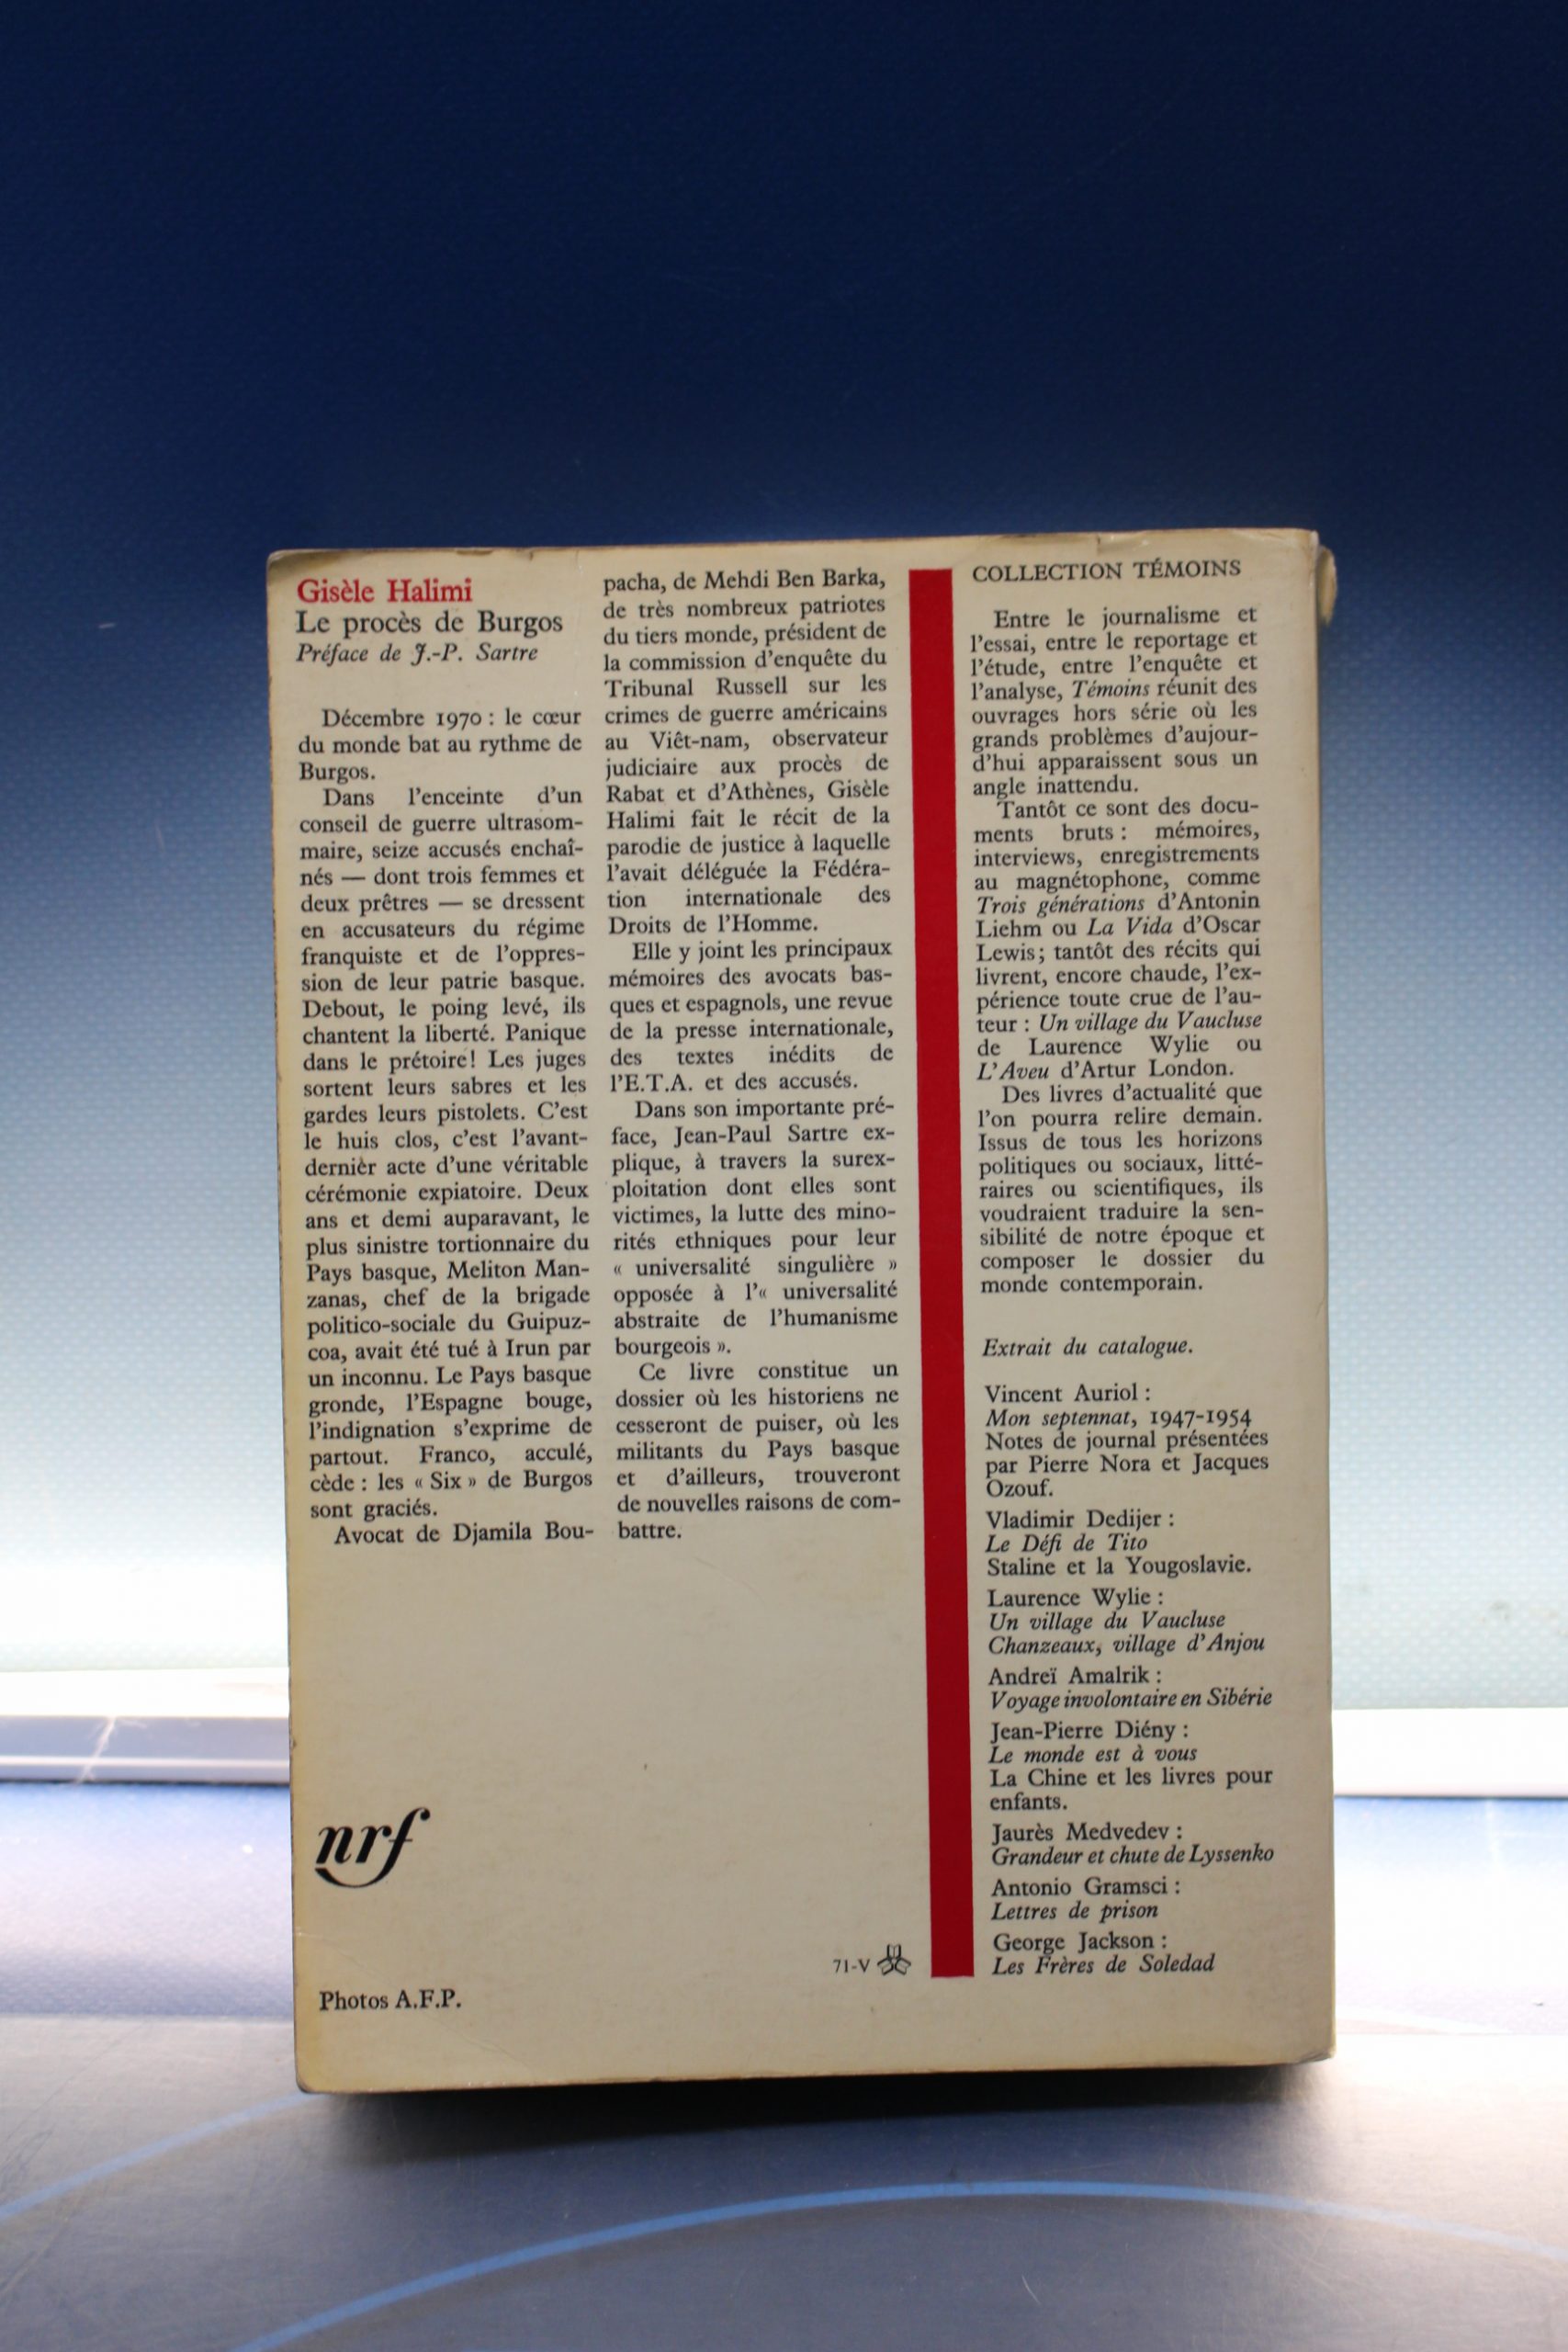 Gisèle Halimi
Le procès de Burgos
Préface de J.-P. Sartre
Décembre 1970 : le cœur
du monde bat au rythme de
Burgos.
Dans l'enceinte d'un
conseil de guerre ultrasom-
maire, seize accusés enchaî-
nés — dont trois femmes et
deux prêtres — se dressent
en accusateurs du régime
franquiste et de l'oppres-
sion de leur patrie basque.
Debout, le poing levé, ils
chantent la liberté. Panique
dans le prétoire! Les juges
sortent leurs sabres et les
gardes leurs pistolets. C'est
le huis clos, c'est l'avant-
dernier acte d'une véritable
cérémonie expiatoire. Deux
ans et demi auparavant, le
plus sinistre tortionnaire du
Pays basque, Meliton Man-
zanas, chef de la brigade
politico-sociale du Guipuz-
coa, avait été tué à Irun par
un inconnu. Le Pays basque
gronde, l'Espagne bouge,
l'indignation s'exprime de
partout. Franco, acculé,
cède : les « Six » de Burgos
sont graciés.
Avocat de Djamila Bou-
pacha, de Mehdi Ben Barka,
de très nombreux patriotes
du tiers monde, président de
la commission d'enquête du
Tribunal Russell sur les
crimes de guerre américains
au Viêt-nam, observateur
judiciaire aux procès de
Rabat et d'Athènes, Gisèle
Halimi fait le récit de la
parodie de justice à laquelle
l'avait déléguée la Fédéra-
tion internationale des
Droits de l'Homme.
Elle y joint les principaux
mémoires des avocats bas-
ques et espagnols, une revue
de la presse internationale,
des textes inédits de
l'E.T.A. et des accusés.
Dans son importante pré-
face, Jean-Paul Sartre ex-
plique, à travers la surex-
ploitation dont elles sont
victimes, la lutte des mino-
rités ethniques pour leur
« universalité singulière »
opposée à l'« universalité
abstraite de l'humanisme
bourgeois ».
Ce livre constitue un
dossier où les historiens ne
cesseront de puiser, où les
militants du Pays basque
et d'ailleurs, trouveront
de nouvelles raisons de com-
battre.
nrf
71-V
Photos A.F.P.
COLLECTION TÉMOINS
Entre le journalisme et
l'essai, entre le reportage et
l'étude, entre l'enquête et
l'analyse, Témoins réunit des
ouvrages hors série où les
grands problèmes d'aujour-
d'hui apparaissent sous un
angle inattendu.
Tantôt ce sont des docu-
ments bruts : mémoires,
interviews, enregistrements
au magnétophone, comme
Trois générations d'Antonin
Liehm ou La Vida d'Oscar
Lewis; tantôt des récits qui
livrent, encore chaude, l'ex-
périence toute crue de l'au-
teur : Un village du Vaucluse
de Laurence Wylie ou
L'Aveu d'Artur London.
Des livres d'actualité que
l'on pourra relire demain.
Issus de tous les horizons
politiques ou sociaux, litté-
raires ou scientifiques, ils
voudraient traduire la sen-
sibilité de notre époque et
composer le dossier du
monde contemporain.
Extrait du catalogue.
Vincent Auriol :
Mon septennat, 1947-1954
Notes de journal présentées
par Pierre Nora et Jacques
Ozouf.
Vladimir Dedijer :
Le Défi de Tito
Staline et la Yougoslavie.
Laurence Wylie :
Un village du Vaucluse
Chanzeaux, village d'Anjou
Andreï Amalrik :
Voyage involontaire en Sibérie
Jean-Pierre Diény :
Le monde est à vous
La Chine et les livres pour
enfants.
Jaurès Medvedev :
Grandeur et chute de Lyssenko
Antonio Gramsci :
Lettres de prison
George Jackson :
Les Frères de Soledad